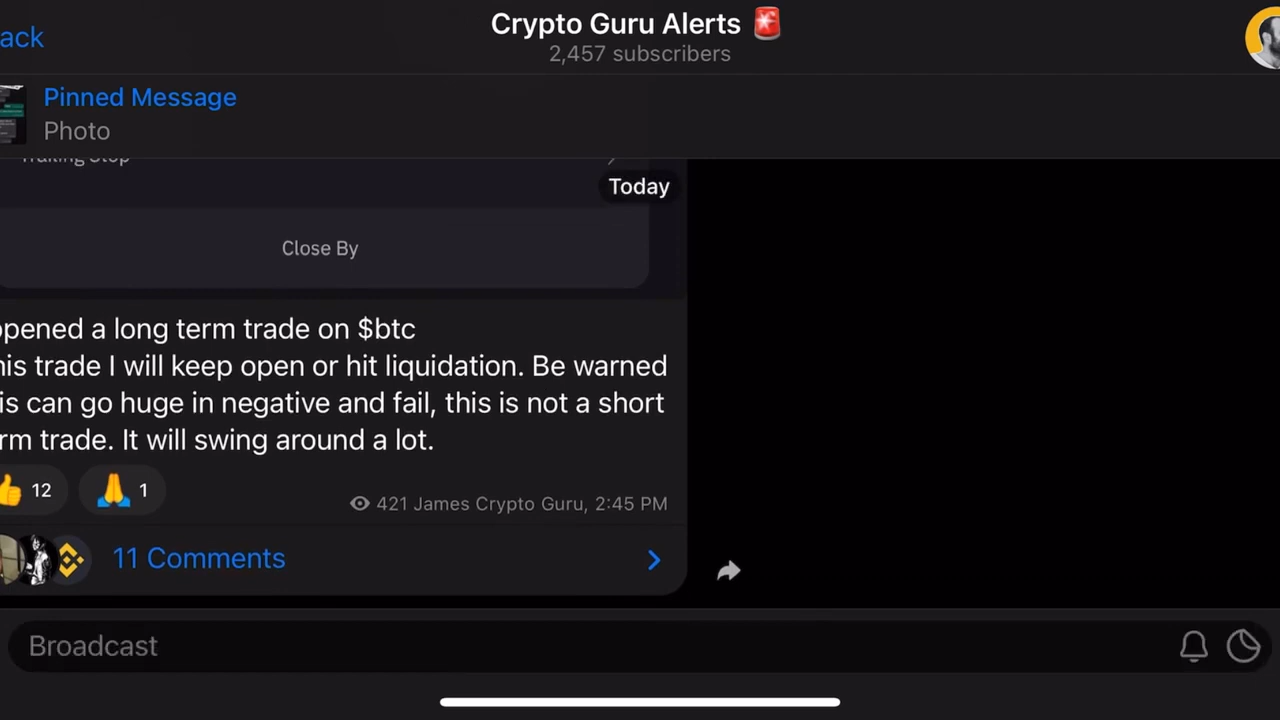 ack
Crypto Guru Alerts 🚨
2,457 subscribers
Pinned Message
Photo
Trailing Stop
Today
Close By
opened a long term trade on $btc
his trade I will keep open or hit liquidation. Be warned
is can go huge in negative and fail, this is not a short
rm trade. It will swing around a lot.
👍 12 🙏 1
421 James Crypto Guru, 2:45 PM
11 Comments
Broadcast